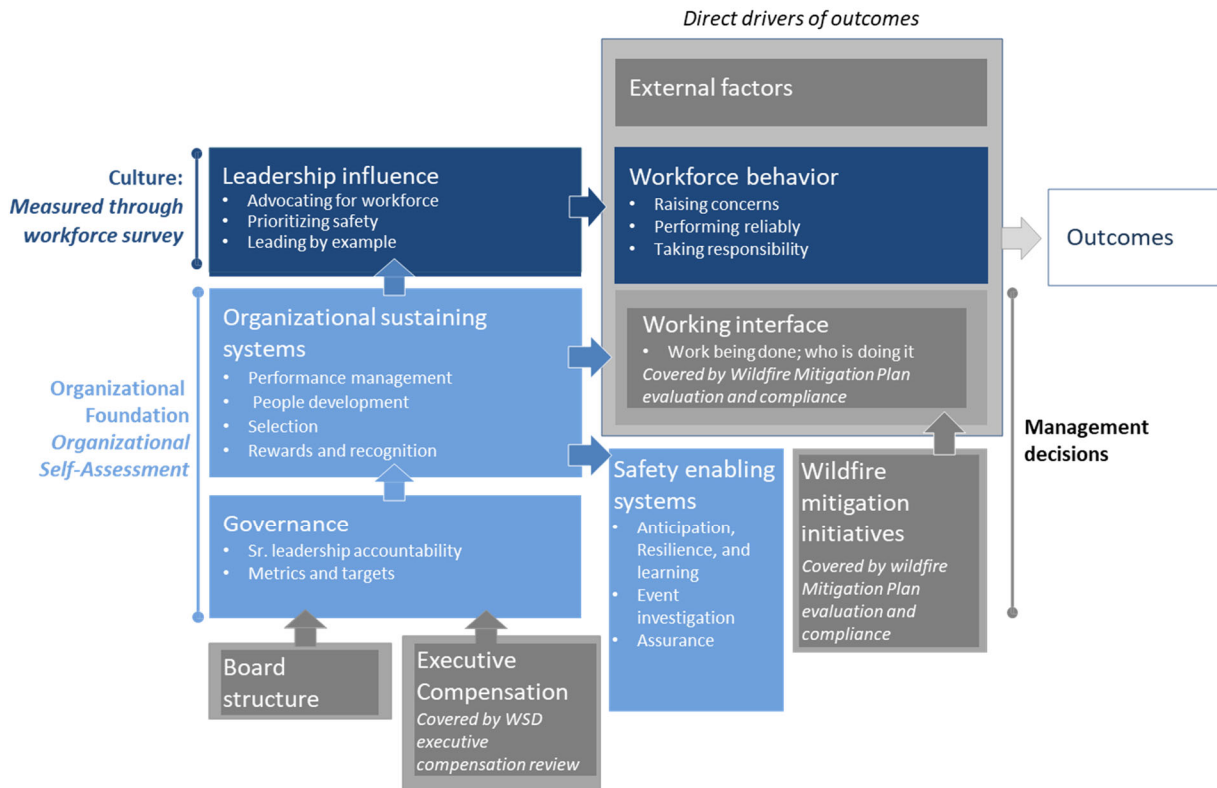 Direct drivers of outcomes
External factors
Culture:
Measured through
workforce survey
Leadership influence
• Advocating for workforce
• Prioritizing safety
• Leading by example
Workforce behavior
• Raising concerns
• Performing reliably
• Taking responsibility
Outcomes
Organizational
Foundation
Organizational
Self-Assessment
Organizational sustaining
systems
• Performance management
• People development
• Selection
• Rewards and recognition
Working interface
• Work being done; who is doing it
Covered by Wildfire Mitigation Plan
evaluation and compliance
Management
decisions
Governance
• Sr. leadership accountability
• Metrics and targets
Safety enabling
systems
• Anticipation,
Resilience, and
learning
• Event
investigation
• Assurance
Wildfire
mitigation
initiatives
Covered by wildfire
Mitigation Plan
evaluation and
compliance
Board
structure
Executive
Compensation
Covered by WSD
executive
compensation review